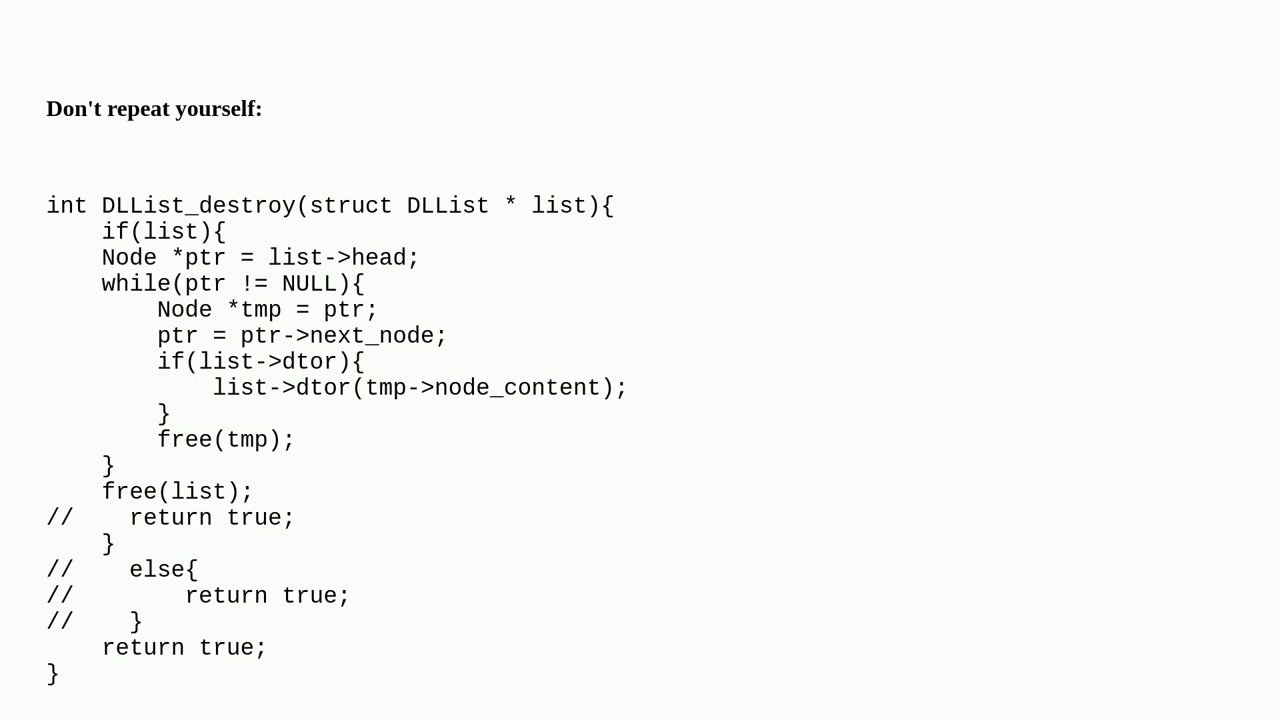 Don't repeat yourself:
int DLList_destroy(struct DLList * list){
    if(list){
    Node *ptr = list->head;
    while(ptr != NULL){
        Node *tmp = ptr;
        ptr = ptr->next_node;
        if(list->dtor){
            list->dtor(tmp->node_content);
        }
        free(tmp);
    }
    free(list);
//    return true;
    }
//    else{
//        return true;
//    }
    return true;
}